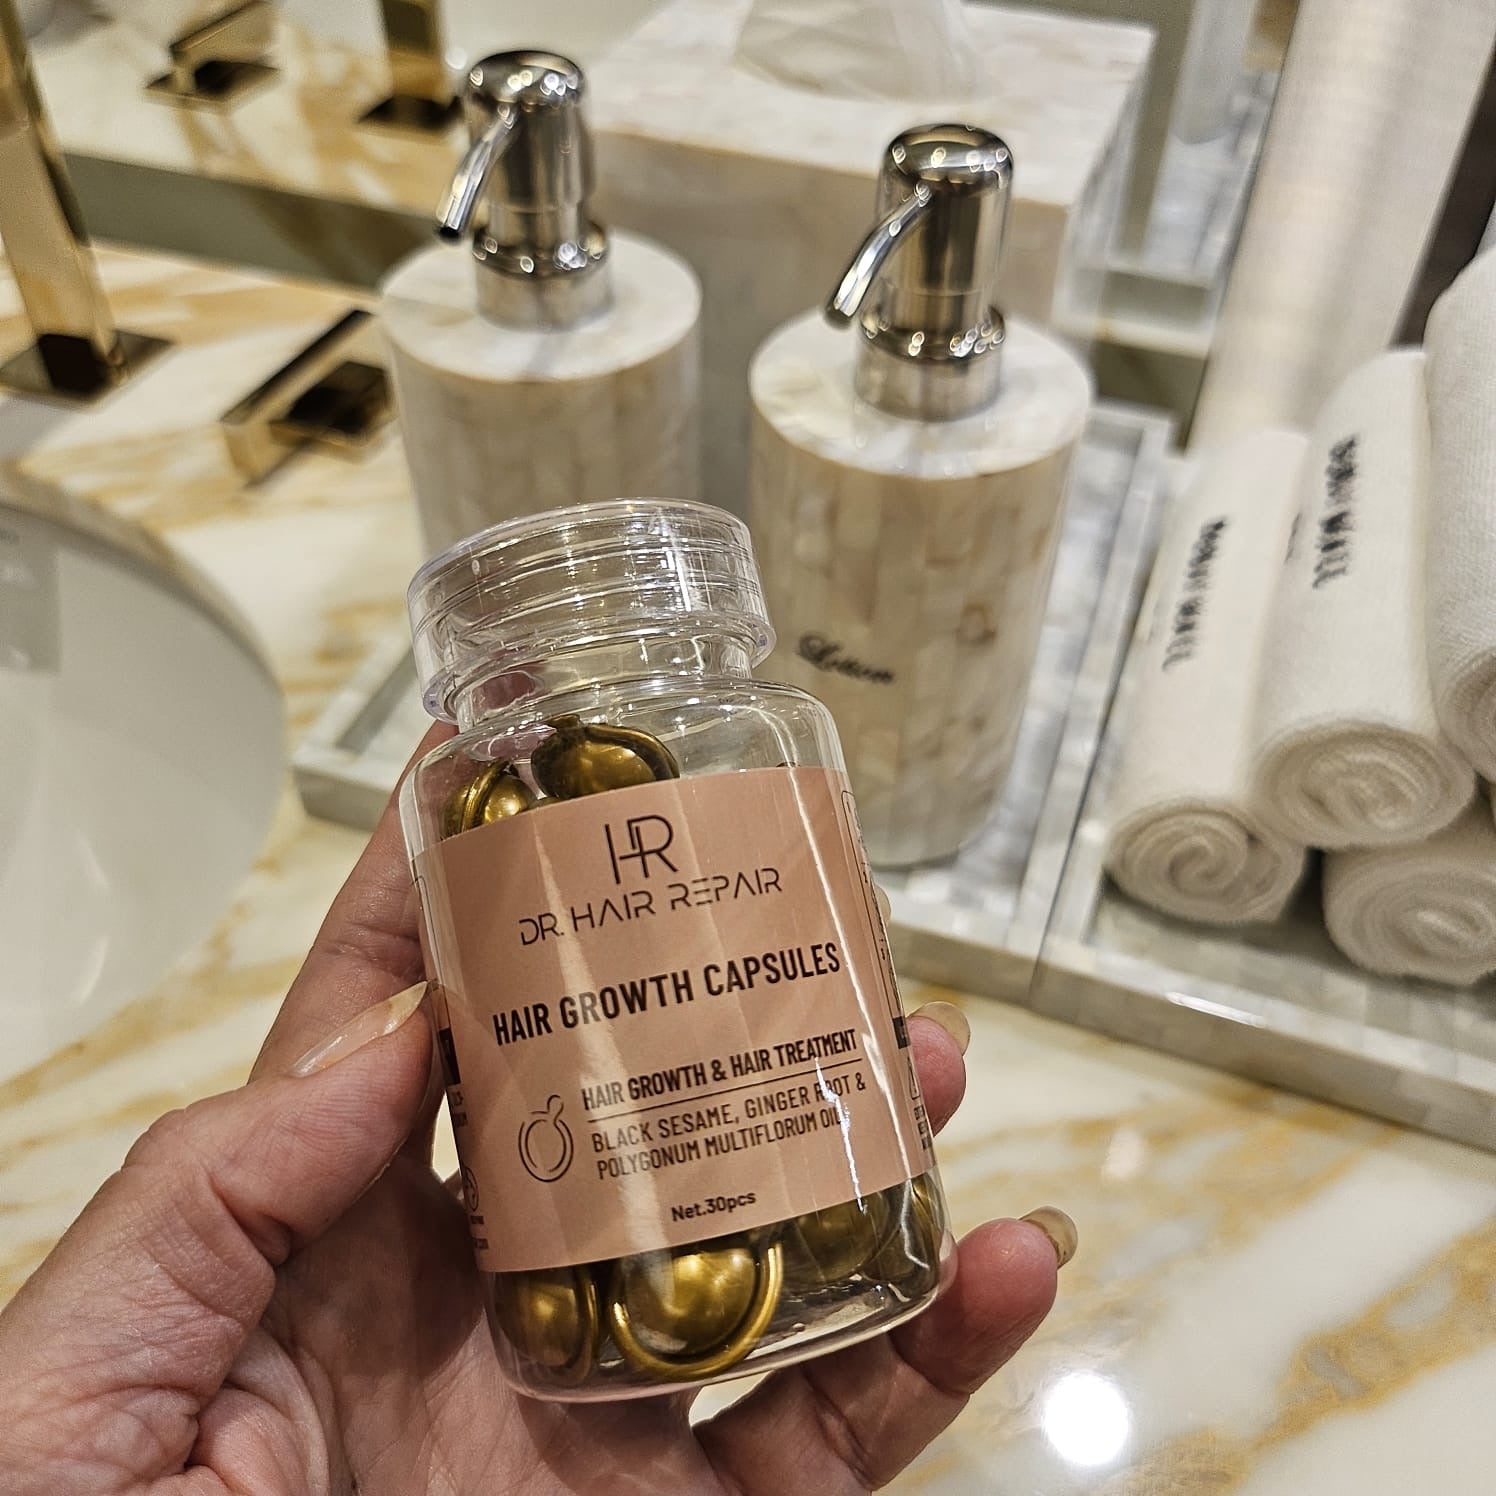 Lotion
HR
DR. HAIR REPAIR
HAIR GROWTH CAPSULES
HAIR GROWTH & HAIR TREATMENT
BLACK SESAME, GINGER ROOT &
POLYGONUM MULTIFLORUM OIL
Net.30pcs